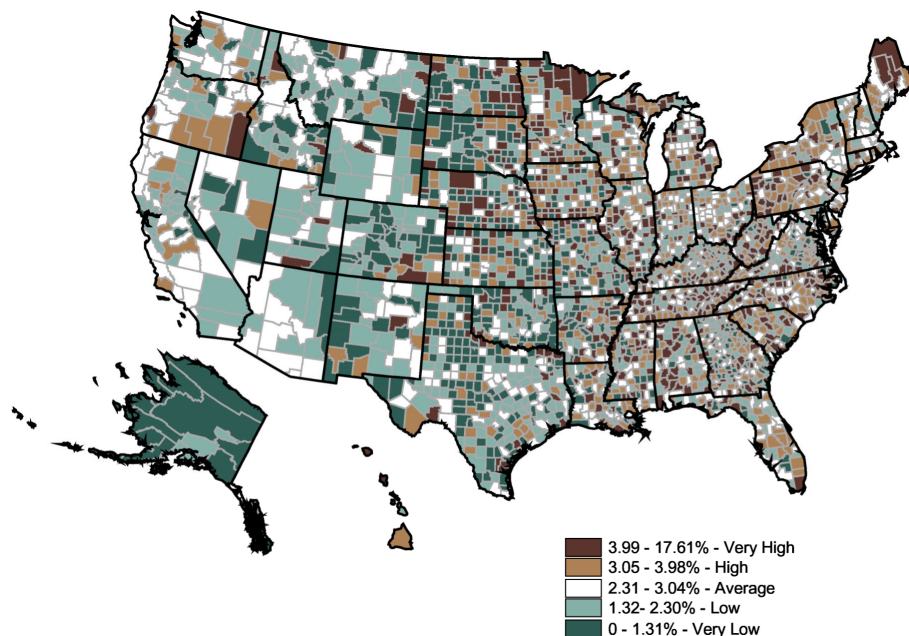 3.99 - 17.61% - Very High
3.05 - 3.98% - High
2.31 - 3.04% - Average
1.32- 2.30% - Low
0 - 1.31% - Very Low